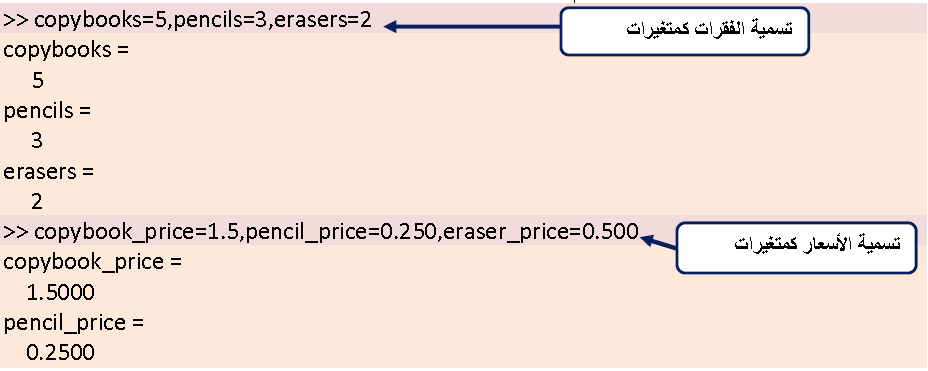 >> copybooks=5,pencils=3,erasers=2
تسمية الفقرات كمتغيرات
copybooks =
5
pencils =
3
erasers =
2
>> copybook_price=1.5,pencil_price=0.250,eraser_price=0.500
تسمية الأسعار كمتغيرات
copybook_price =
1.5000
pencil_price =
0.2500